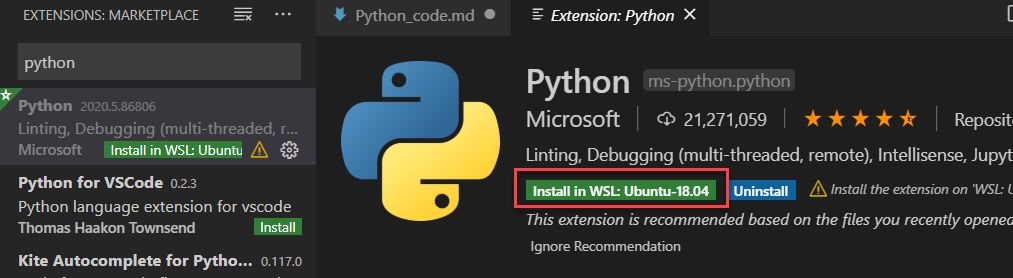 EXTENSIONS: MARKETPLACE
python
Python 2020.5.86806
Linting, Debugging (multi-threaded, r...
Microsoft Install in WSL: Ubuntu
Python for VSCode 0.2.3
Python language extension for vscode
Thomas Haakon Townsend Install
Kite Autocomplete for Pytho... 0.117.0
Python_code.md Extension: Python
Python ms-python.python
Microsoft 21,271,059
Linting, Debugging (multi-threaded, remote), Intellisense,
Install in WSL: Ubuntu-18.04 Uninstall Install the extension on 'WSL:
This extension is recommended based on the files you recently opened
Ignore Recommendation